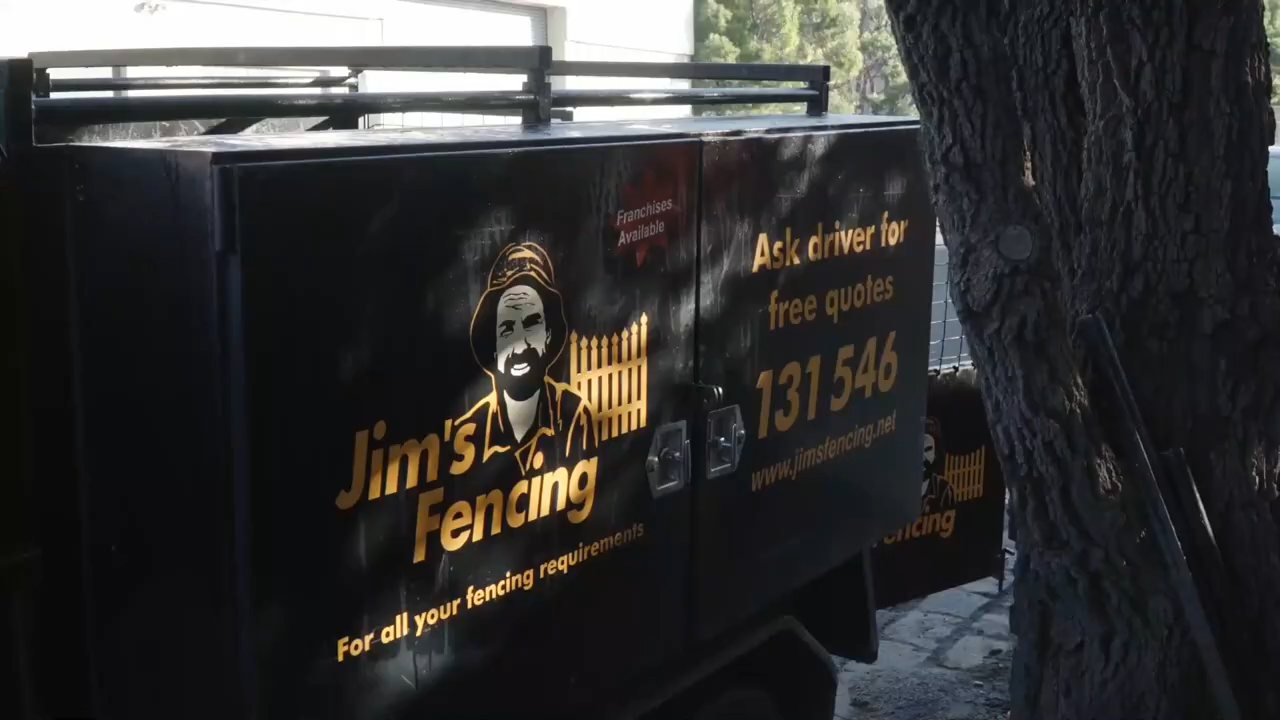 Franchises
Available
Jim's
Fencing
For all your fencing requirements
Ask driver for
free quotes
131 546
www.jimsfencing.net
encing